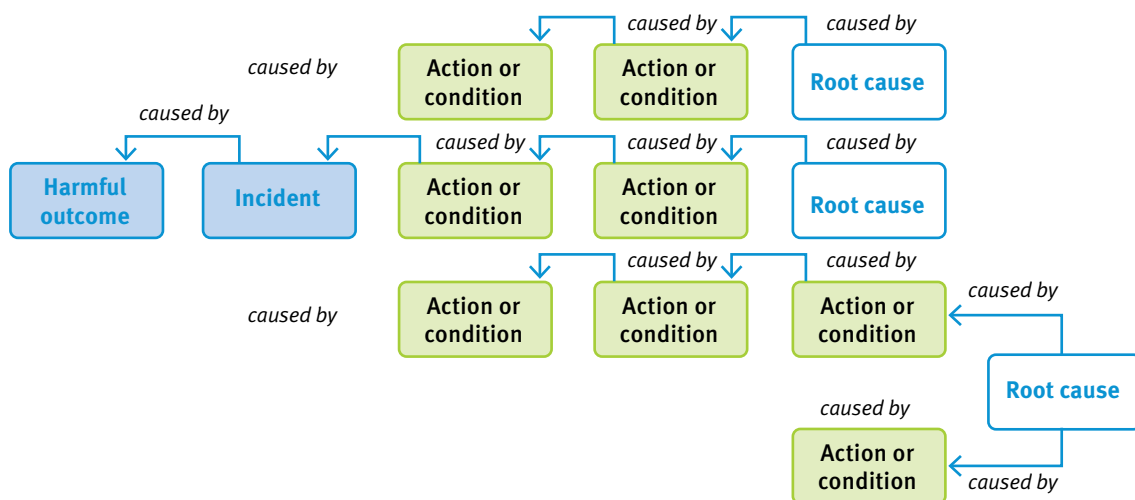 caused by
caused by
caused by
Action or
condition
Action or
condition
Root cause
caused by
caused by
caused by
caused by
Harmful
outcome
Incident
Action or
condition
Action or
condition
Root cause
caused by
caused by
caused by
Action or
condition
Action or
condition
Action or
condition
caused by
Root cause
caused by
Action or
condition
caused by